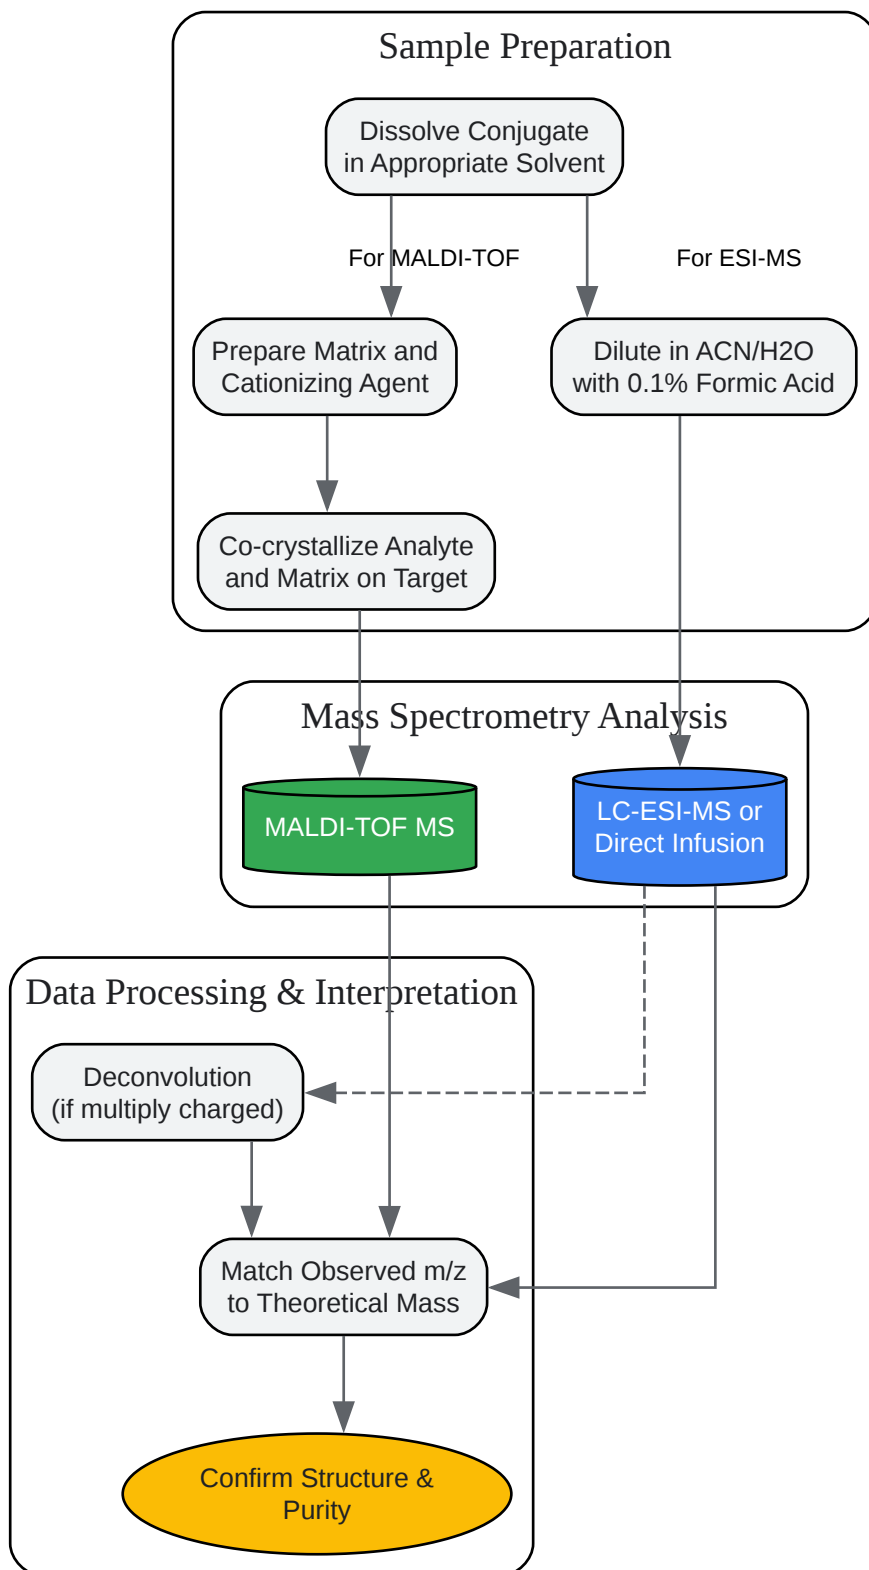 Sample Preparation
Dissolve Conjugate
in Appropriate Solvent
For MALDI-TOF
For ESI-MS
Prepare Matrix and
Cationizing Agent
Dilute in ACN/H2O
with 0.1% Formic Acid
Co-crystallize Analyte
and Matrix on Target
Mass Spectrometry Analysis
MALDI-TOF MS
LC-ESI-MS or
Direct Infusion
Data Processing & Interpretation
Deconvolution
(if multiply charged)
Match Observed m/z
to Theoretical Mass
Confirm Structure &
Purity